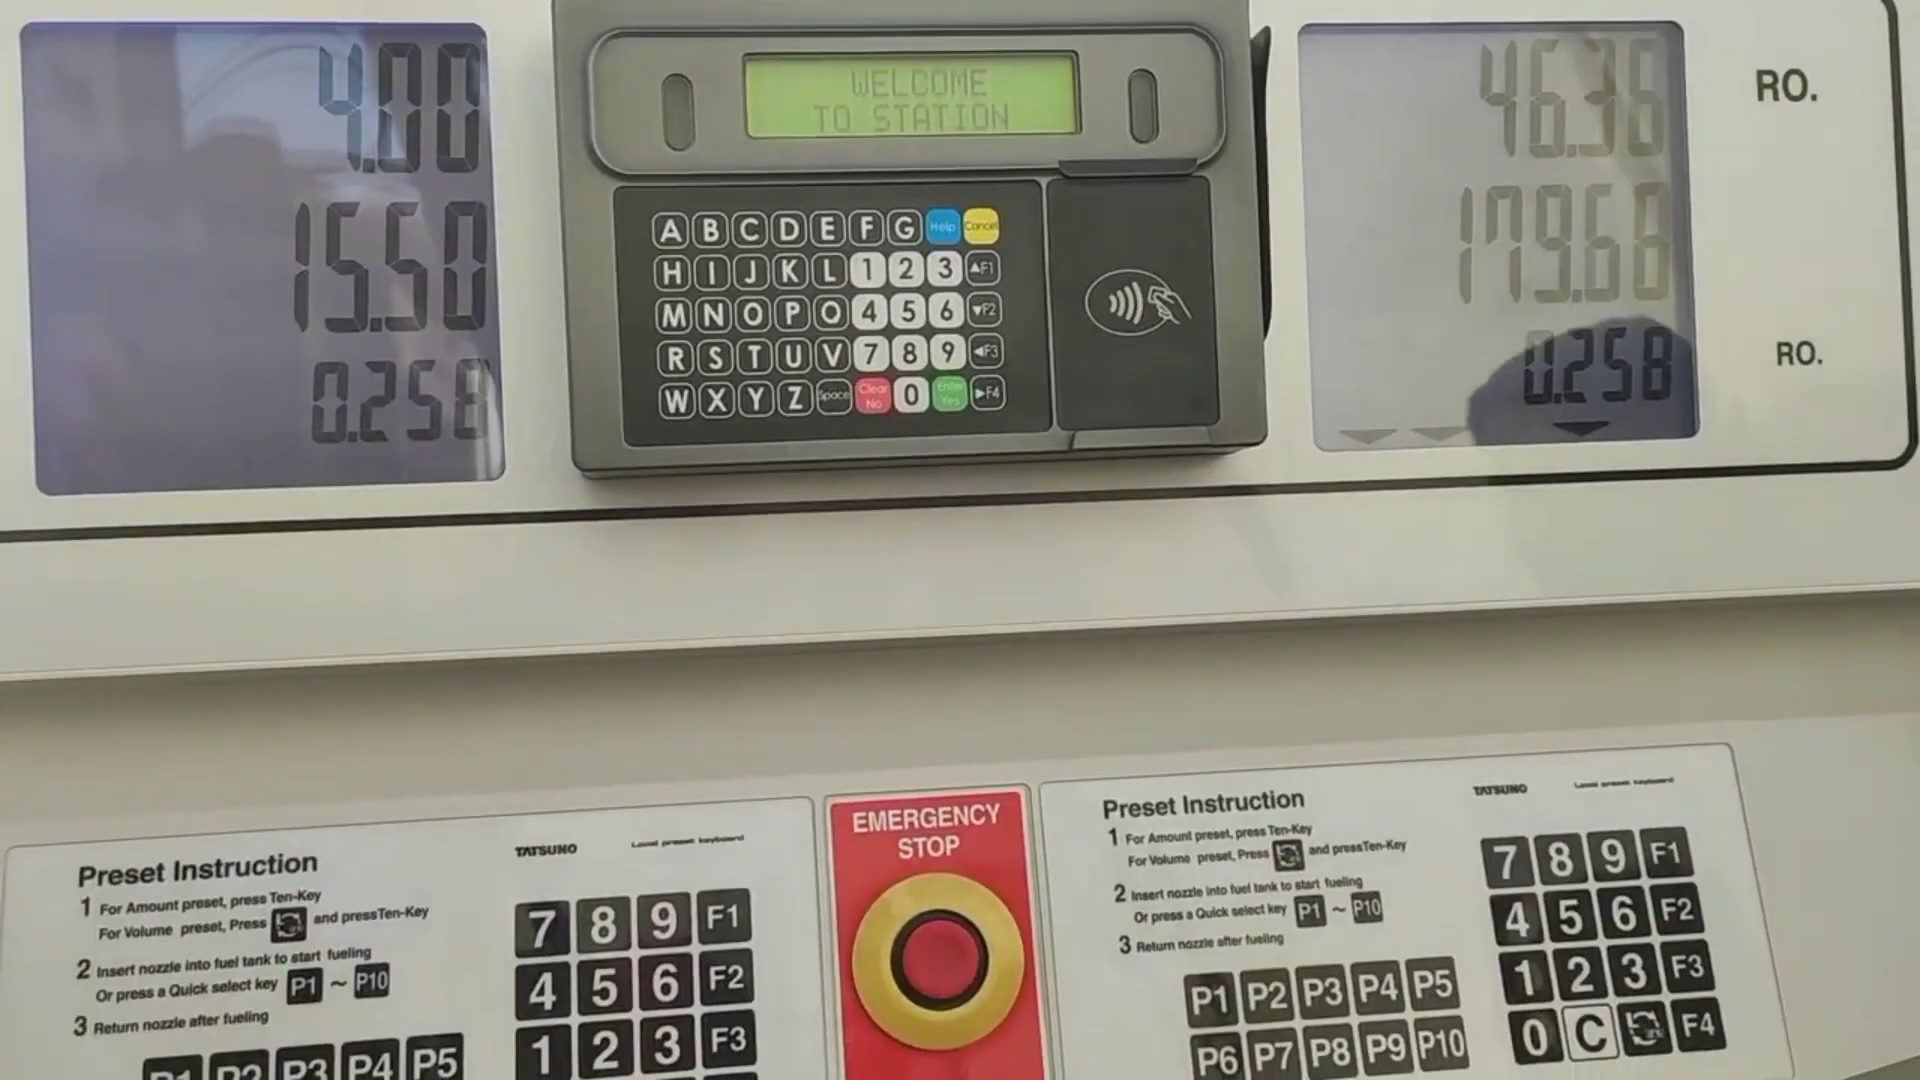 4.00
15.50
0.258
WELCOME
TO STATION
A B C D E F G Help Cancel
H I J K L 1 2 3 ▲F1
M N O P Q 4 5 6 ▼F2
R S T U V 7 8 9 ◀F3
W X Y Z Space Clear No 0 Enter Yes ▶F4
RO.
179.66
0.258
RO.
Preset Instruction
1 For Amount preset, press Ten-Key
For Volume preset, Press and pressTen-Key
2 Insert nozzle into fuel tank to start fueling
Or press a Quick select key P1 ~ P10
3 Return nozzle after fueling
P1 P2 P3 P4 P5
TATSUNO Local preset keyboard
7 8 9 F1
4 5 6 F2
1 2 3 F3
EMERGENCY
STOP
Preset Instruction
1 For Amount preset, press Ten-Key
For Volume preset, Press and pressTen-Key
2 Insert nozzle into fuel tank to start fueling
Or press a Quick select key P1 ~ P10
3 Return nozzle after fueling
P1 P2 P3 P4 P5
P6 P7 P8 P9 P10
TATSUNO Local preset keyboard
7 8 9 F1
4 5 6 F2
1 2 3 F3
0 C F4